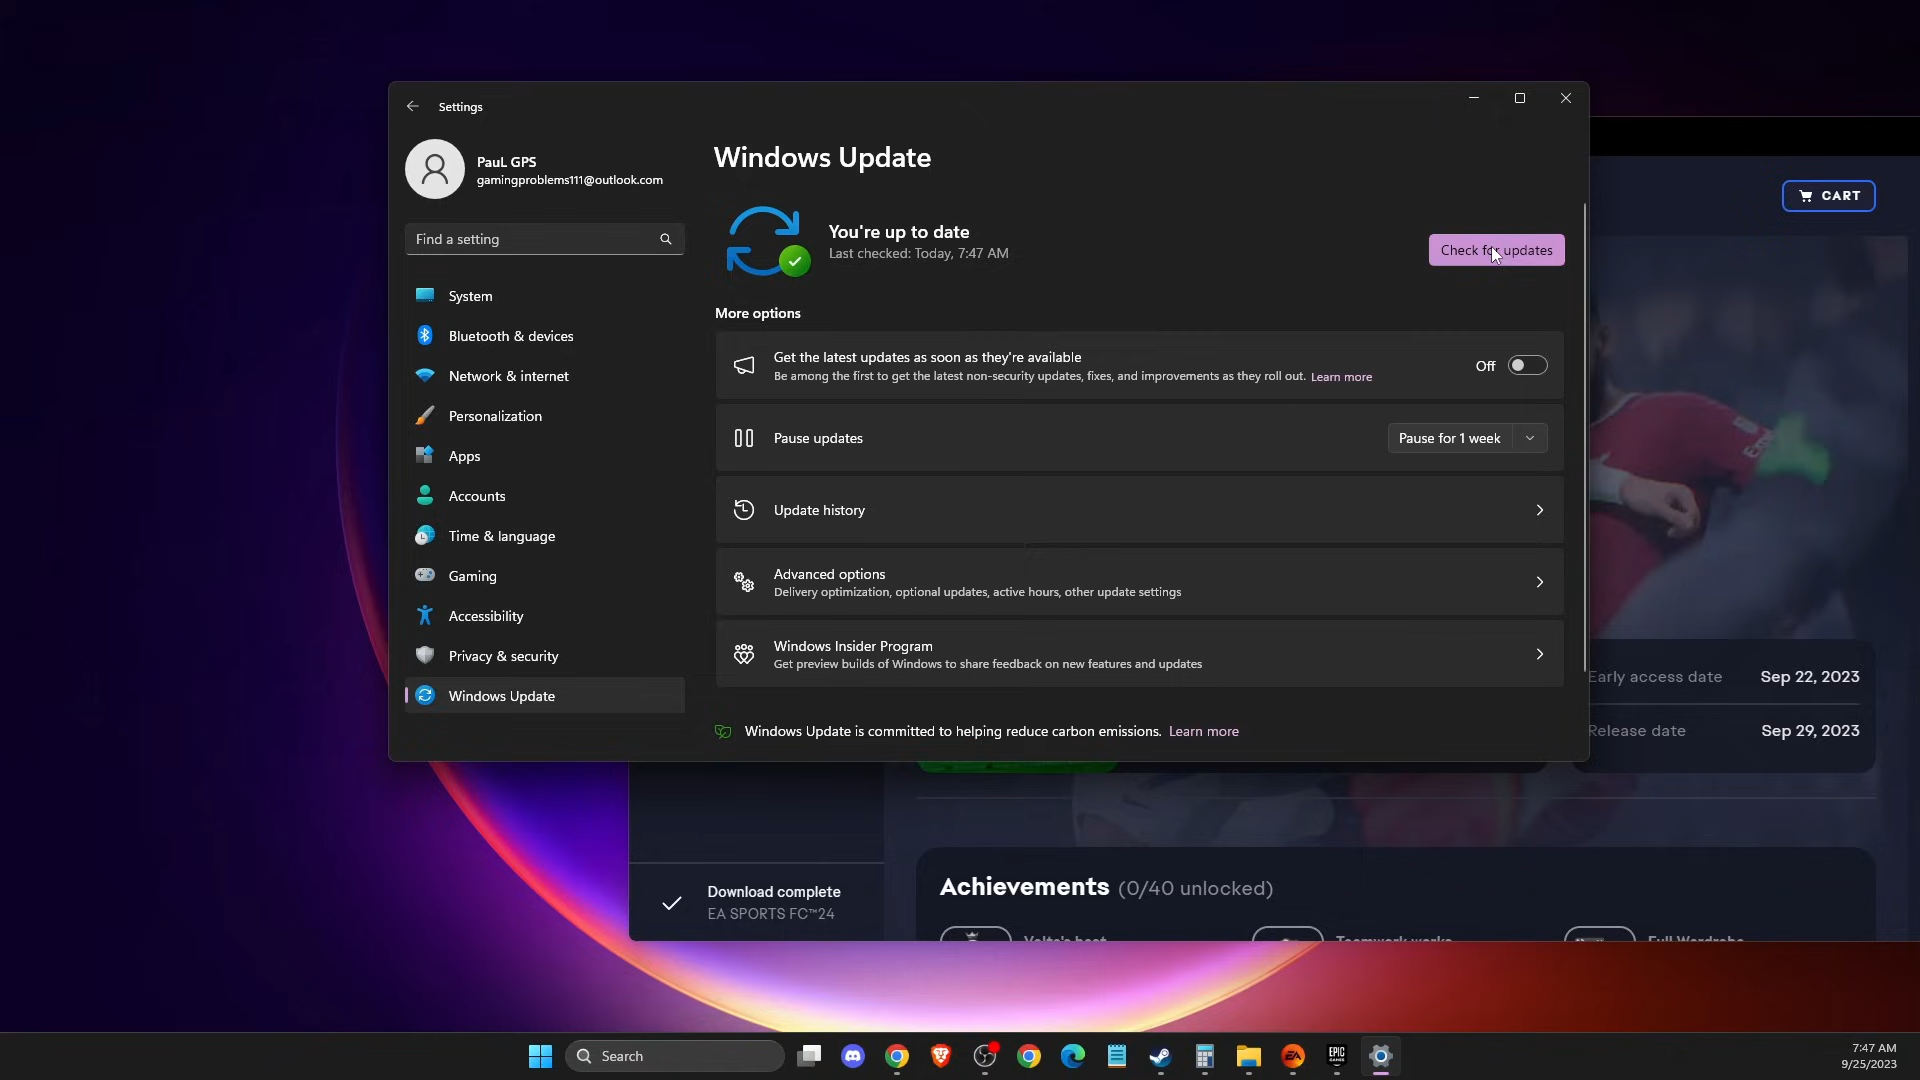 Settings
PauL GPS
gamingproblems111@outlook.com
Find a setting
System
Bluetooth & devices
Network & internet
Personalization
Apps
Accounts
Time & language
Gaming
Accessibility
Privacy & security
Windows Update
Windows Update
You're up to date
Last checked: Today, 7:47 AM
Check for updates
More options
Get the latest updates as soon as they're available
Be among the first to get the latest non-security updates, fixes, and improvements as they roll out. Learn more
Off
Pause updates
Pause for 1 week
Update history
Advanced options
Delivery optimization, optional updates, active hours, other update settings
Windows Insider Program
Get preview builds of Windows to share feedback on new features and updates
Windows Update is committed to helping reduce carbon emissions. Learn more
CART
Early access date Sep 22, 2023
Release date Sep 29, 2023
Download complete
EA SPORTS FC™24
Achievements (0/40 unlocked)
Search
EA
EPIC
GAMES
7:47 AM
9/25/2023